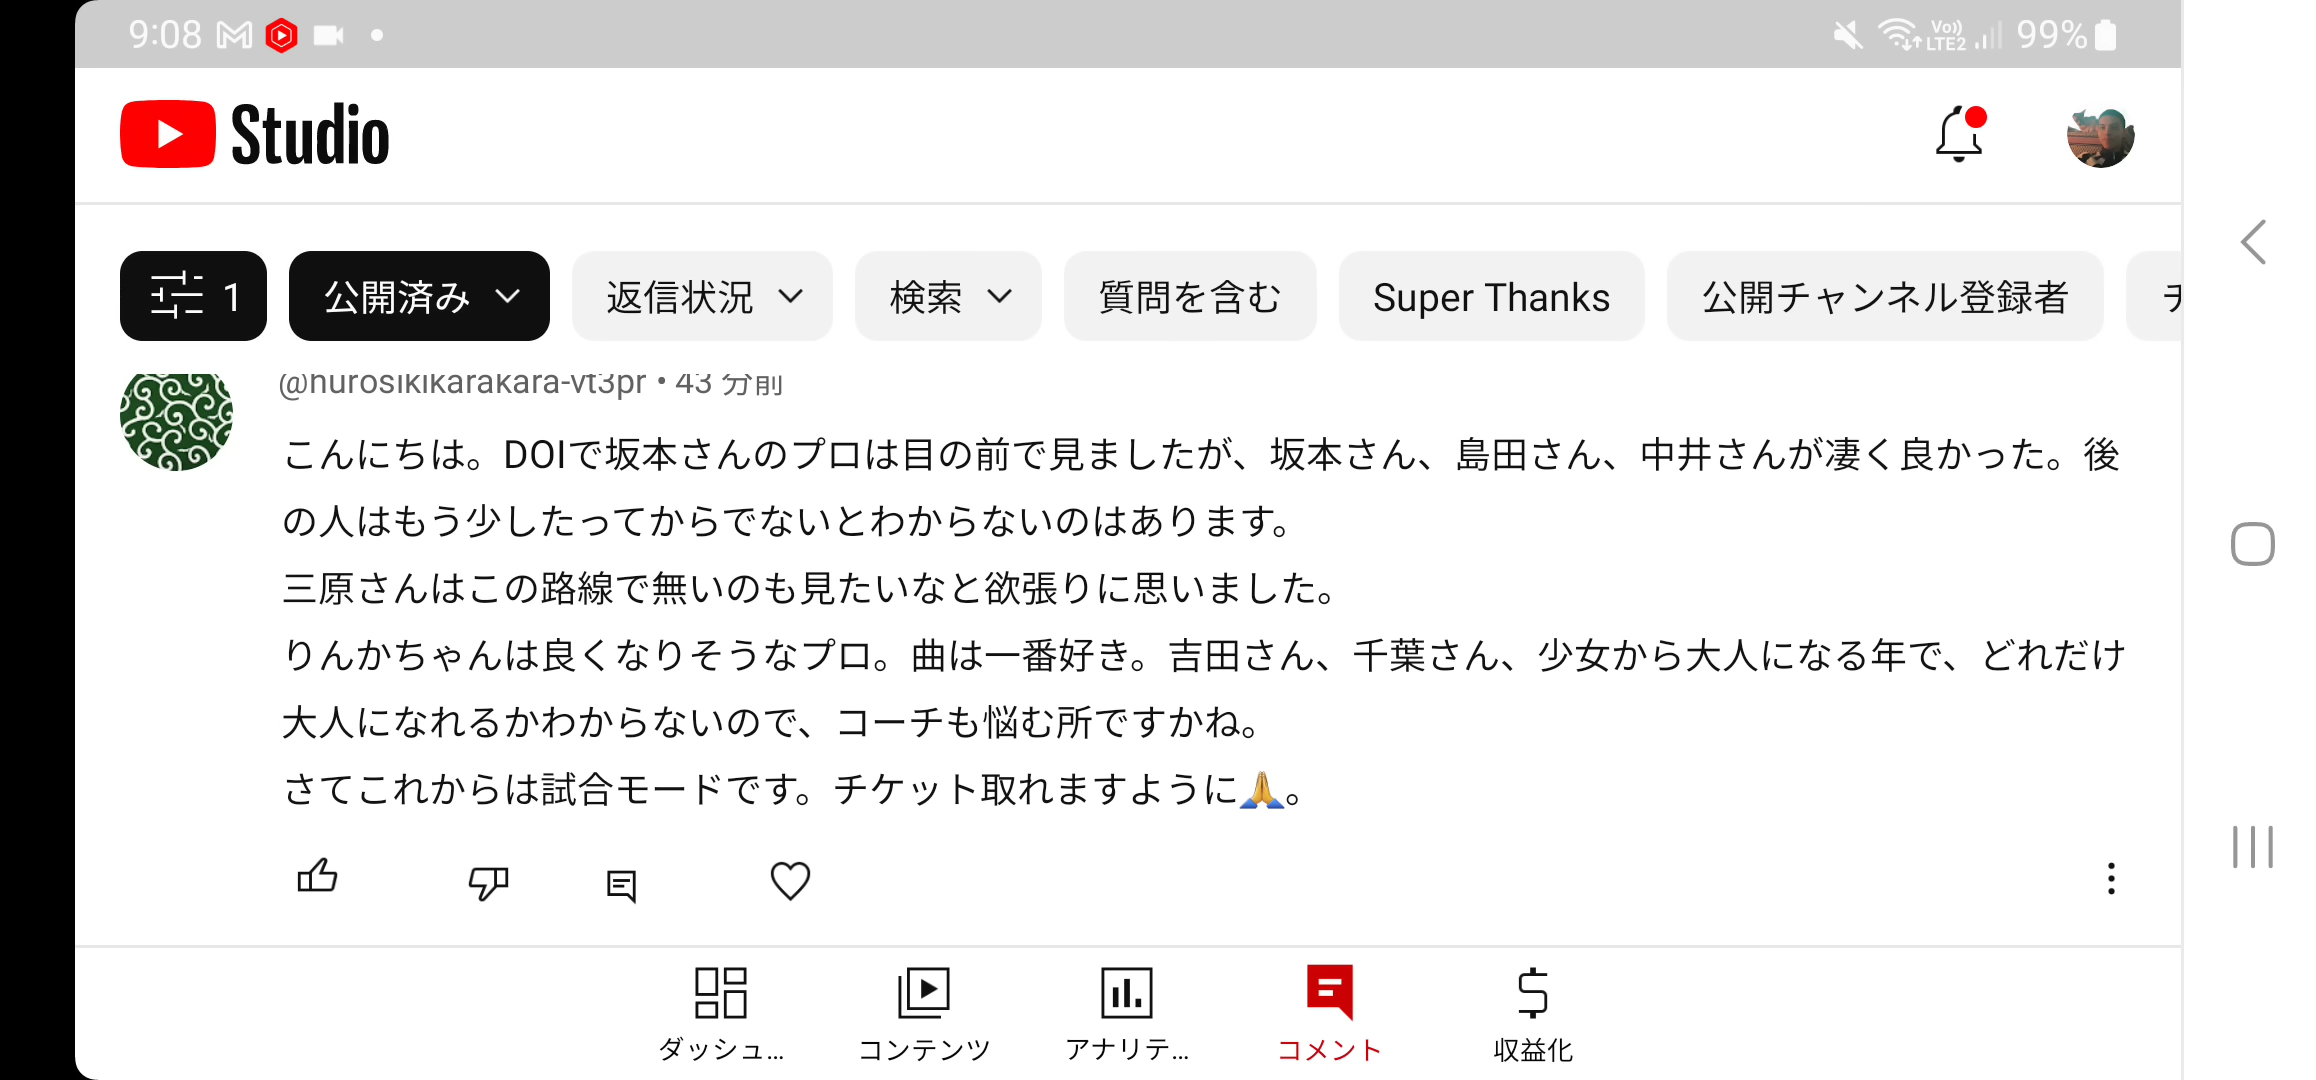 9:08
Vo)) LTE2 99%
Studio
1 公開済み 返信状況 検索 質問を含む Super Thanks 公開チャンネル登録者
@hurosikikarakara-vt3pr • 43 分前
こんにちは。DOIで坂本さんのプロは目の前で見ましたが、坂本さん、島田さん、中井さんが凄く良かった。後
の人はもう少したってからでないとわからないのはあります。
三原さんはこの路線で無いのも見たいなと欲張りに思いました。
りんかちゃんは良くなりそうなプロ。曲は一番好き。吉田さん、千葉さん、少女から大人になる年で、どれだけ
大人になれるかわからないので、コーチも悩む所ですかね。
さてこれからは試合モードです。チケット取れますように🙏。
ダッシュ... コンテンツ アナリテ... コメント 収益化